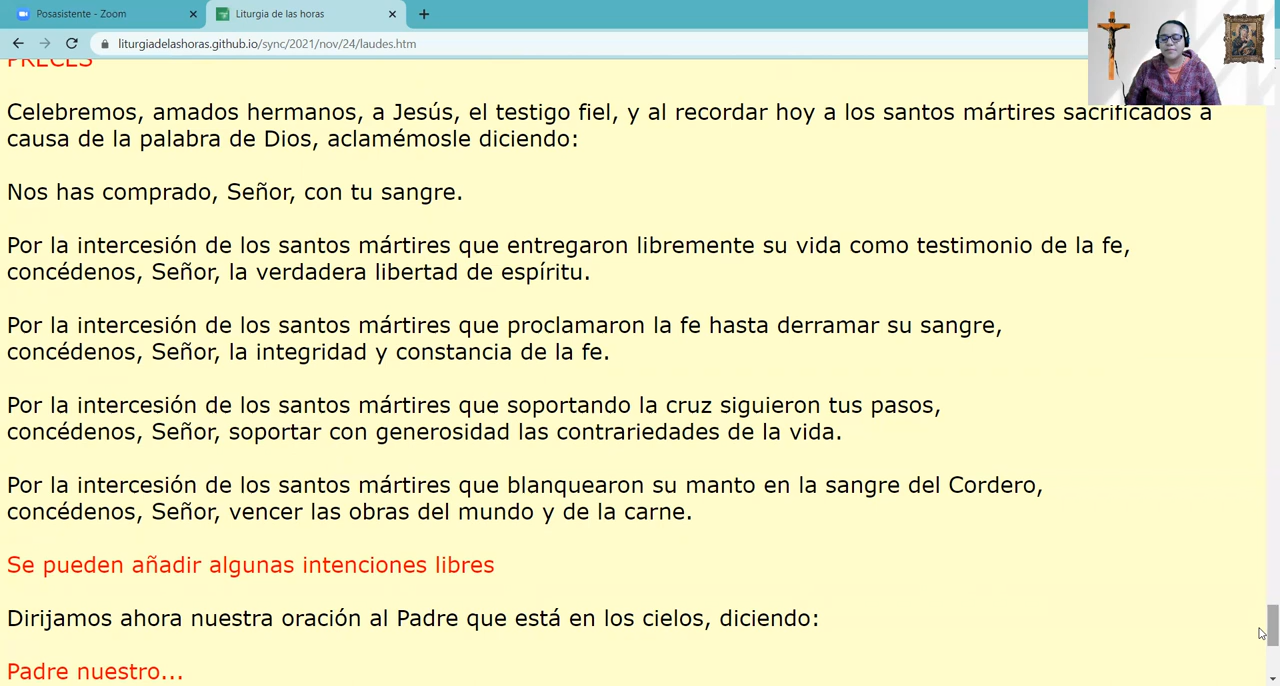 Posasistente - Zoom
Liturgia de las horas
liturgiadelashoras.github.io/sync/2021/nov/24/laudes.htm
PRECES
Celebremos, amados hermanos, a Jesús, el testigo fiel, y al recordar hoy a los santos mártires sacrificados a
causa de la palabra de Dios, aclamémosle diciendo:
Nos has comprado, Señor, con tu sangre.
Por la intercesión de los santos mártires que entregaron libremente su vida como testimonio de la fe,
concédenos, Señor, la verdadera libertad de espíritu.
Por la intercesión de los santos mártires que proclamaron la fe hasta derramar su sangre,
concédenos, Señor, la integridad y constancia de la fe.
Por la intercesión de los santos mártires que soportando la cruz siguieron tus pasos,
concédenos, Señor, soportar con generosidad las contrariedades de la vida.
Por la intercesión de los santos mártires que blanquearon su manto en la sangre del Cordero,
concédenos, Señor, vencer las obras del mundo y de la carne.
Se pueden añadir algunas intenciones libres
Dirijamos ahora nuestra oración al Padre que está en los cielos, diciendo:
Padre nuestro...